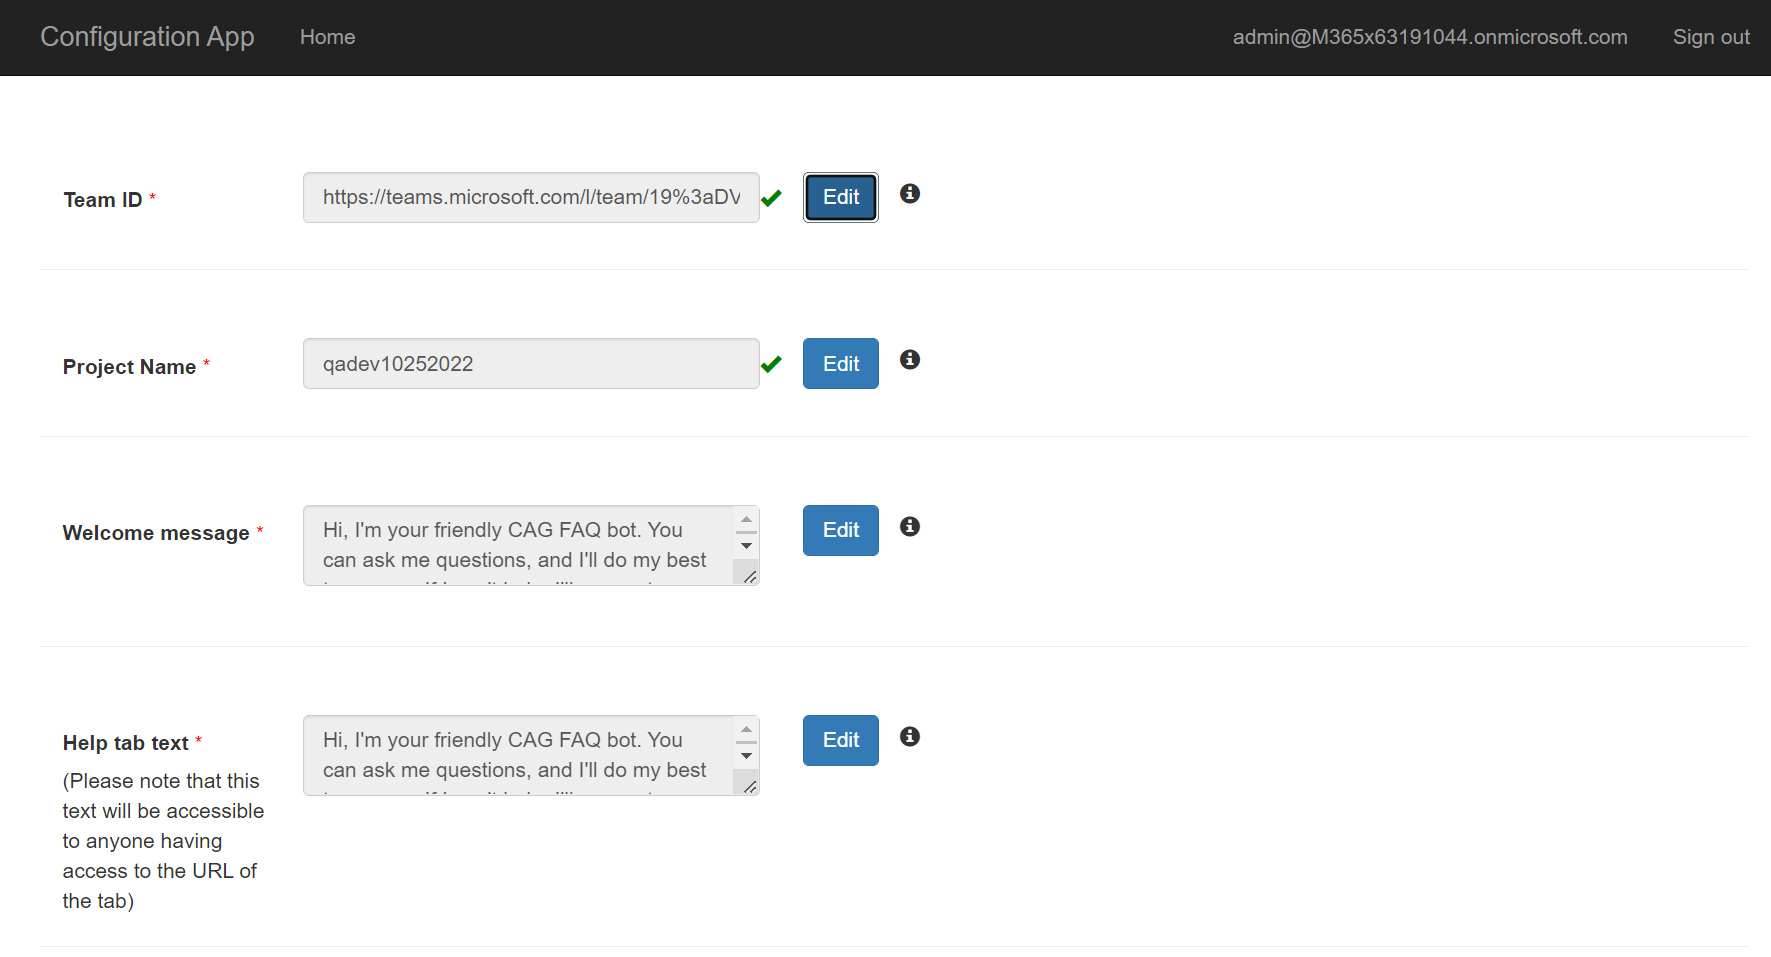 Configuration App Home admin@M365x63191044.onmicrosoft.com Sign out
Team ID * https://teams.microsoft.com/l/team/19%3aDV Edit
Project Name * qadev10252022 Edit
Welcome message * Hi, I'm your friendly CAG FAQ bot. You Edit
can ask me questions, and I'll do my best
Help tab text * Hi, I'm your friendly CAG FAQ bot. You Edit
can ask me questions, and I'll do my best
(Please note that this
text will be accessible
to anyone having
access to the URL of
the tab)